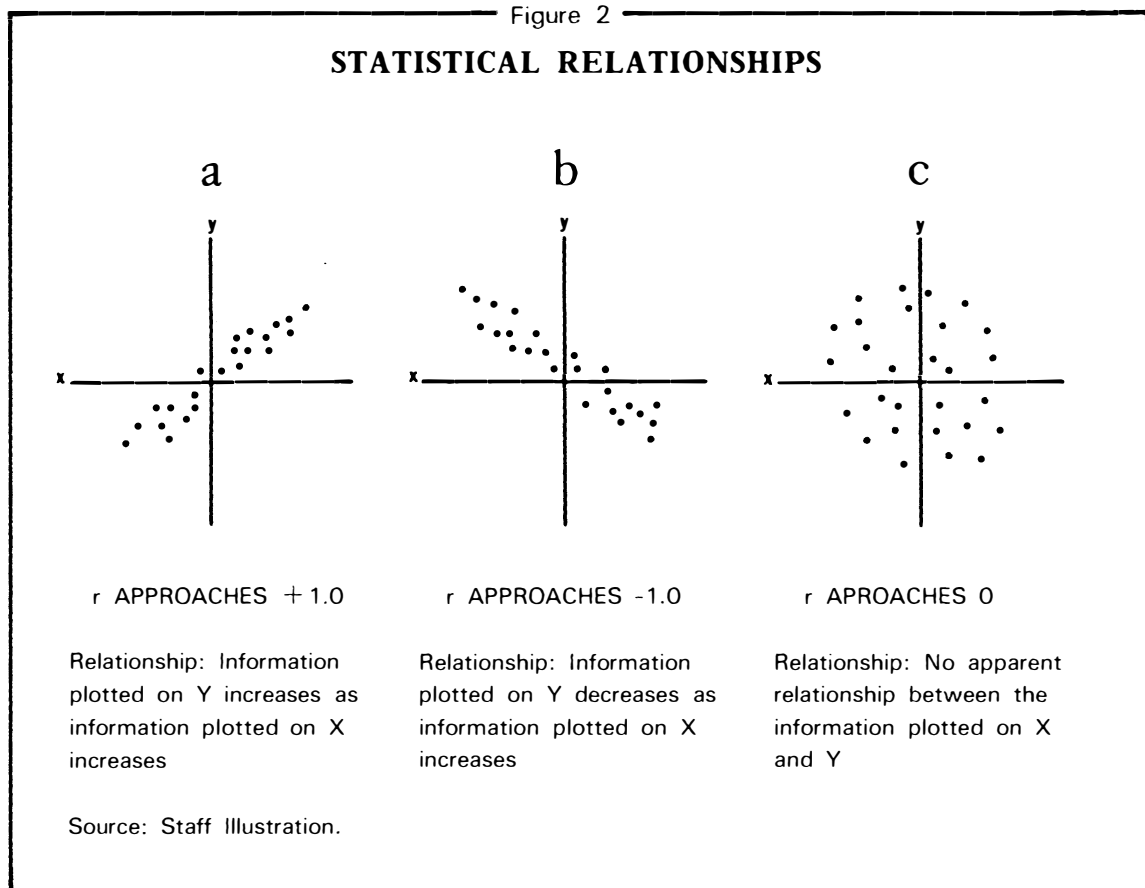 Figure 2
STATISTICAL RELATIONSHIPS
a
y
x
r APPROACHES +1.0
Relationship: Information
plotted on Y increases as
information plotted on X
increases
b
y
x
r APPROACHES -1.0
Relationship: Information
plotted on Y decreases as
information plotted on X
increases
c
y
x
r APROACHES 0
Relationship: No apparent
relationship between the
information plotted on X
and Y
Source: Staff Illustration.